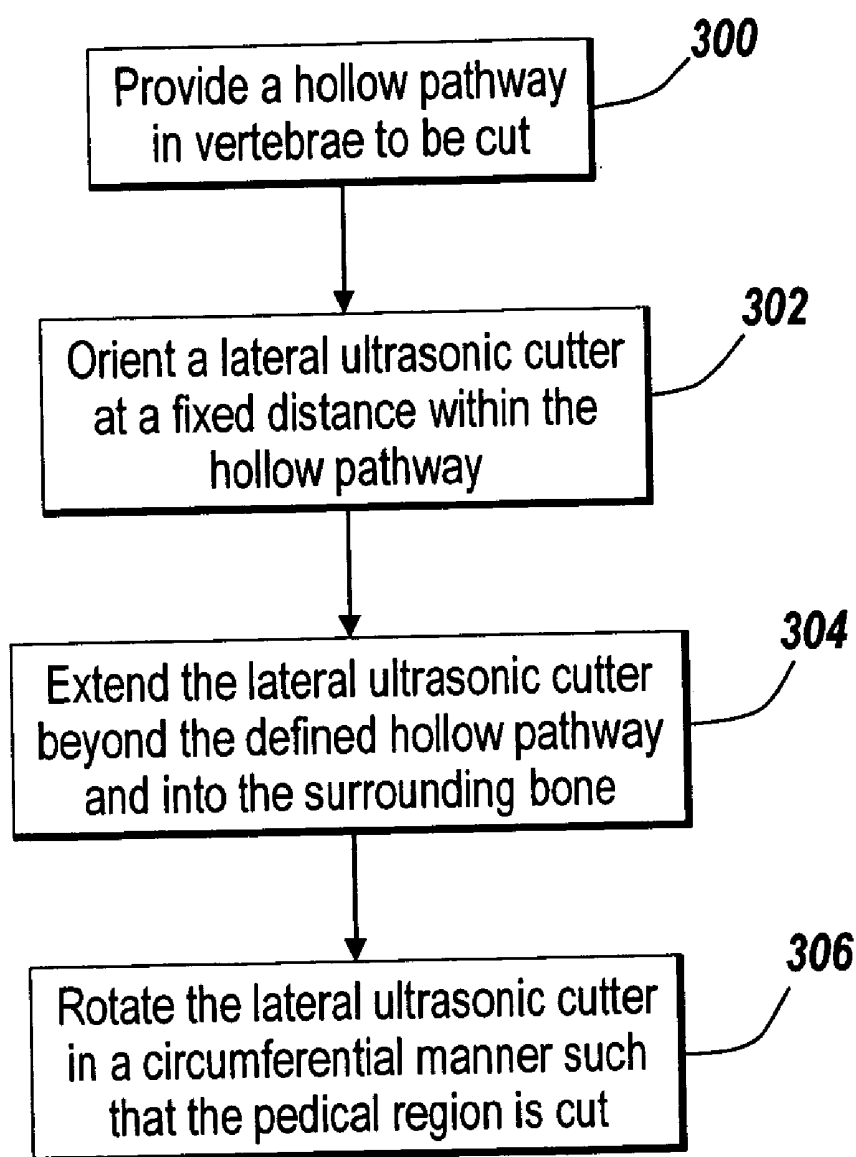 300
Provide a hollow pathway
in vertebrae to be cut
302
Orient a lateral ultrasonic cutter
at a fixed distance within the
hollow pathway
304
Extend the lateral ultrasonic cutter
beyond the defined hollow pathway
and into the surrounding bone
306
Rotate the lateral ultrasonic cutter
in a circumferential manner such
that the pedical region is cut